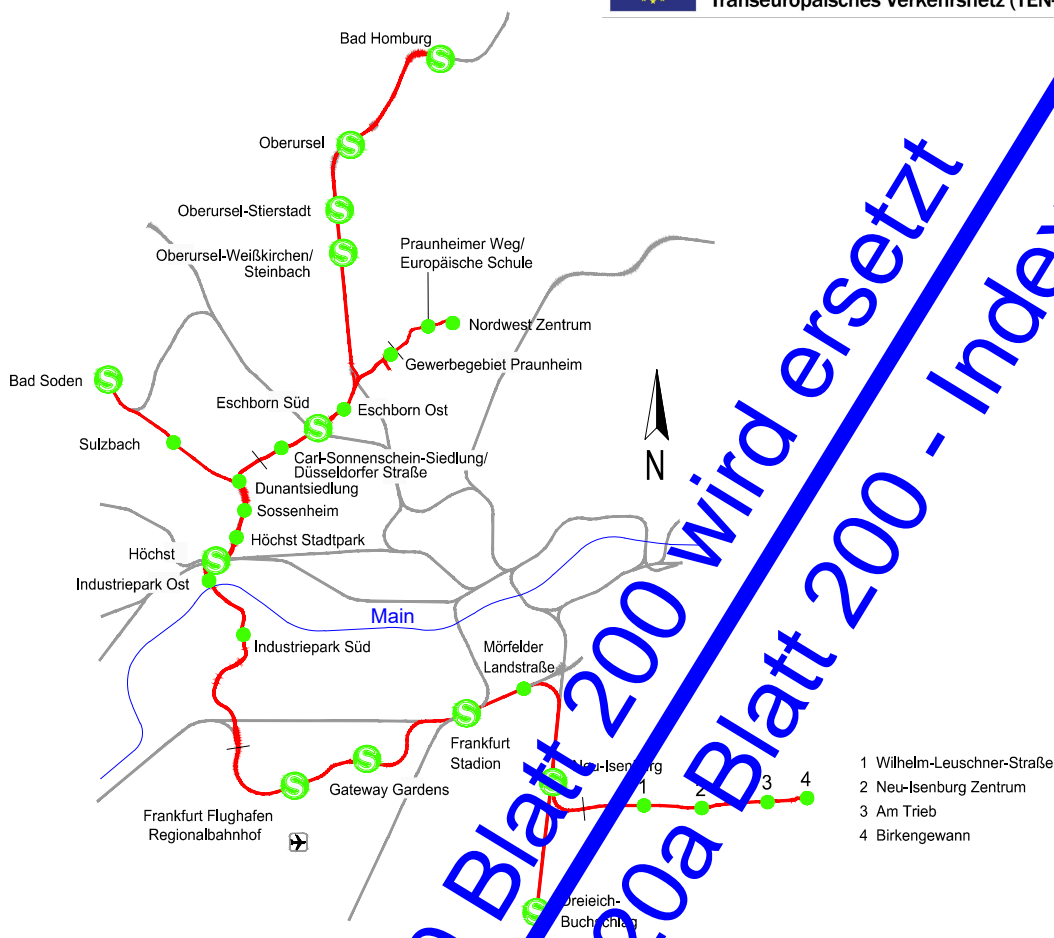 Transeuropäisches Verkehrsnetz (TEN-
Bad Homburg
Oberursel
Oberursel-Stierstadt
Oberursel-Weißkirchen/
Steinbach
Praunheimer Weg/
Europäische Schule
Nordwest Zentrum
Gewerbegebiet Praunheim
Bad Soden
Eschborn Süd
Eschborn Ost
Sulzbach
Carl-Sonnenschein-Siedlung/
Düsseldorfer Straße
Dunantsiedlung
Sossenheim
Höchst Stadtpark
Höchst
Industriepark Ost
N
Main
Industriepark Süd
Mörfelder
Landstraße
Frankfurt
Stadion
Gateway Gardens
Frankfurt Flughafen
Regionalbahnhof
Neu-Isenburg
1
2
3
4
1 Wilhelm-Leuschner-Straße
2 Neu-Isenburg Zentrum
3 Am Trieb
4 Birkengewann
Dreieich-
Buchschlag
Blatt 200 wird ersetzt
20a Blatt 200 - Inde